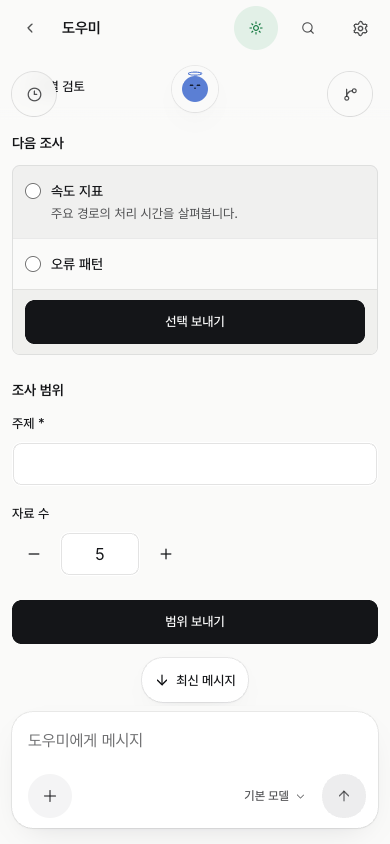 도우미
검토
다음 조사
속도 지표
주요 경로의 처리 시간을 살펴봅니다.
오류 패턴
선택 보내기
조사 범위
주제 *
자료 수
5
범위 보내기
최신 메시지
도우미에게 메시지
기본 모델